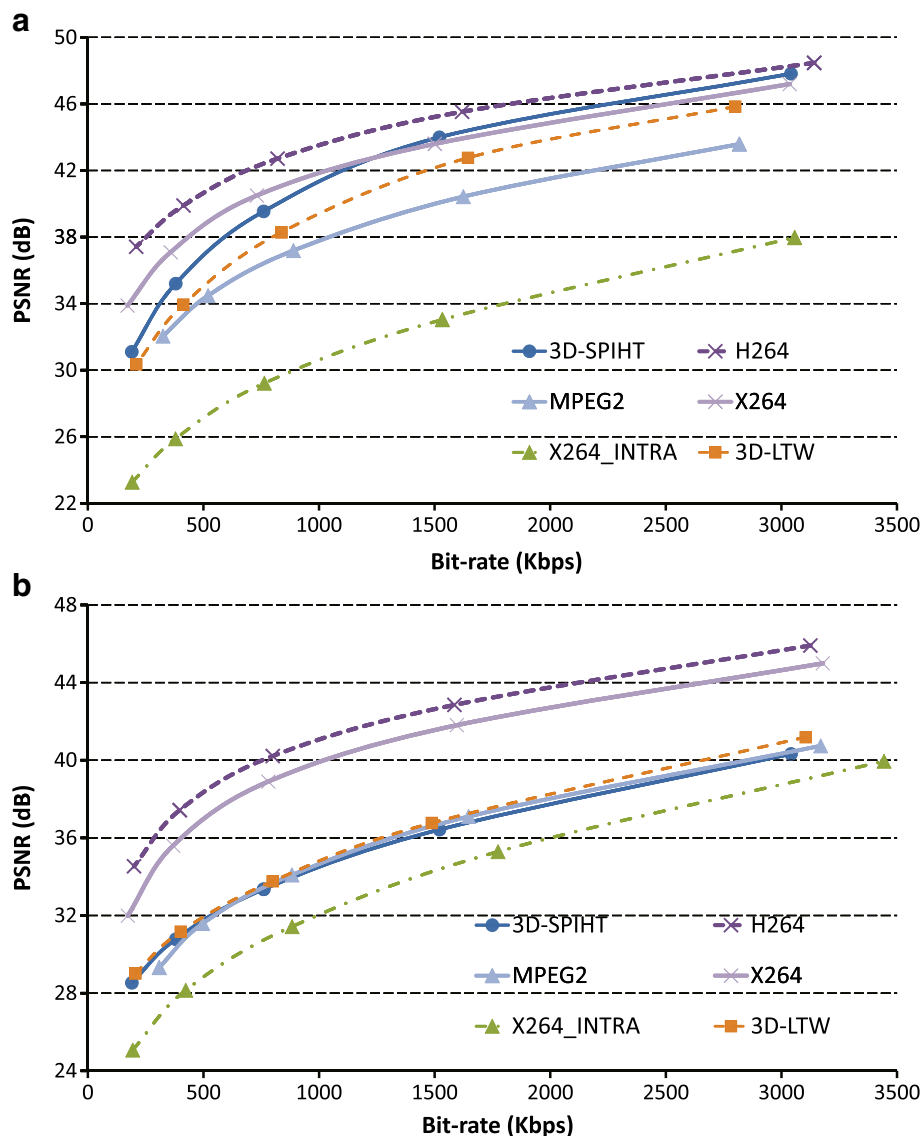 a
PSNR (dB)
50
46
42
38
34
30
26
22
3D-SPIHT H264
MPEG2 X264
X264_INTRA 3D-LTW
0 500 1000 1500 2000 2500 3000 3500
Bit-rate (Kbps)
b
PSNR (dB)
48
44
40
36
32
28
24
3D-SPIHT H264
MPEG2 X264
X264_INTRA 3D-LTW
0 500 1000 1500 2000 2500 3000 3500
Bit-rate (Kbps)